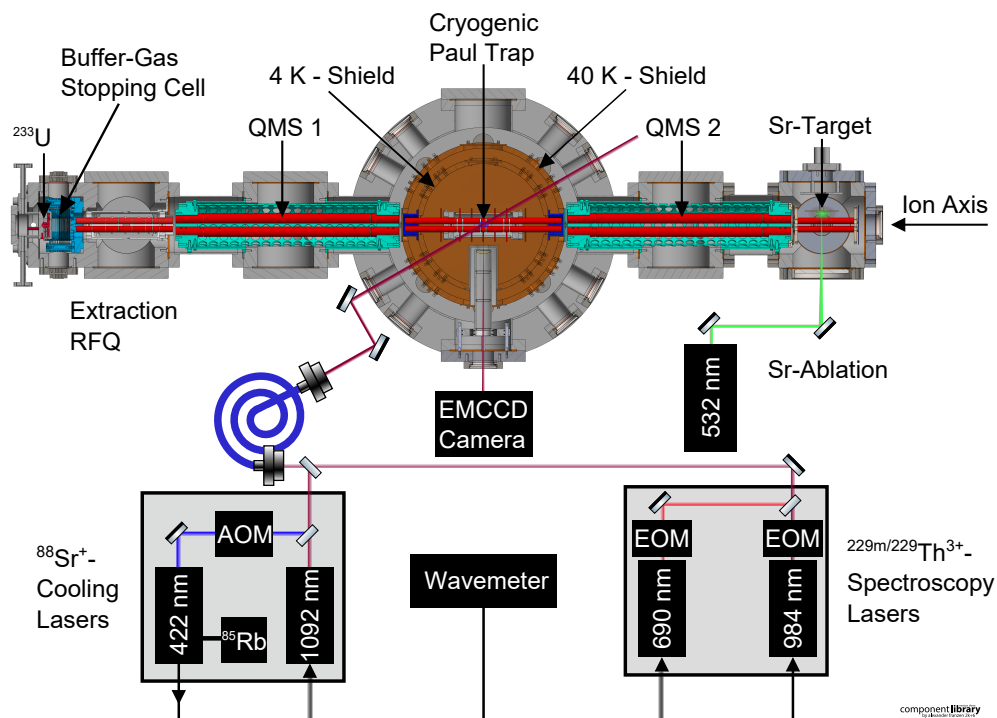 Cryogenic
Paul Trap
Buffer-Gas
Stopping Cell
4 K - Shield
40 K - Shield
²³³U
QMS 1
QMS 2
Sr-Target
Ion Axis
Extraction
RFQ
Sr-Ablation
532 nm
EMCCD
Camera
⁸⁸Sr⁺-
Cooling
Lasers
AOM
422 nm
⁸⁵Rb
1092 nm
Wavemeter
EOM
EOM
690 nm
984 nm
²²⁹ᵐ/²²⁹Th³⁺-
Spectroscopy
Lasers
component library